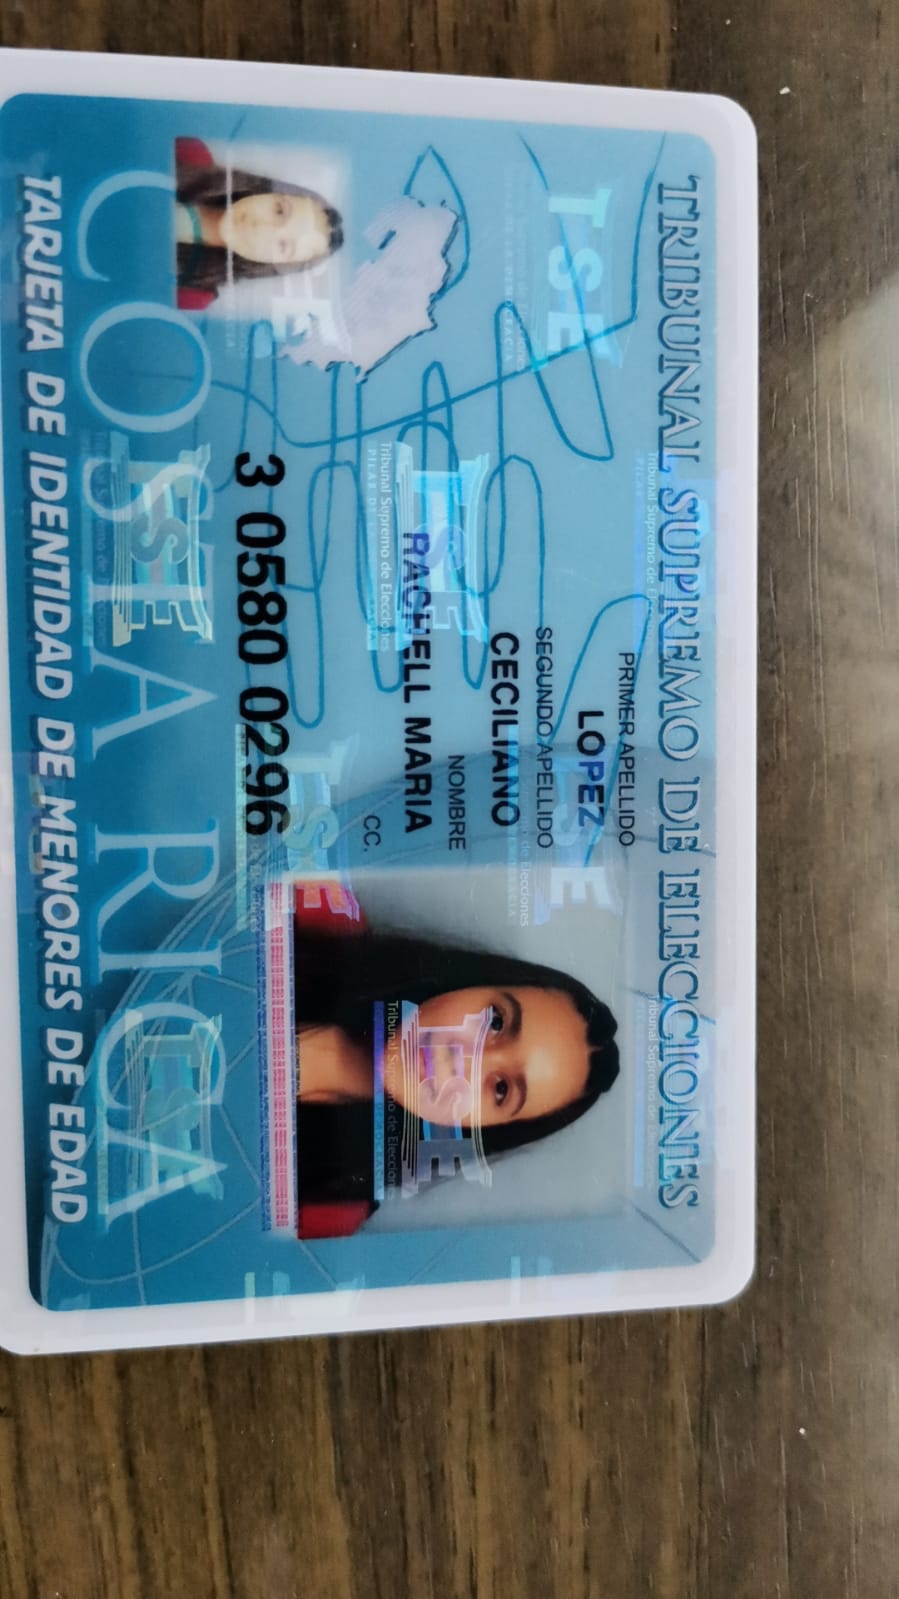 TRIBUNAL SUPREMO DE ELECCIONES
PRIMER APELLIDO
LOPEZ
SEGUNDO APELLIDO
CECILIANO
NOMBRE
RACHELL MARIA
CC.
3 0580 0296
COSTA RICA
TARJETA DE IDENTIDAD DE MENORES DE EDAD
TSE
Tribunal Supremo de Elecciones